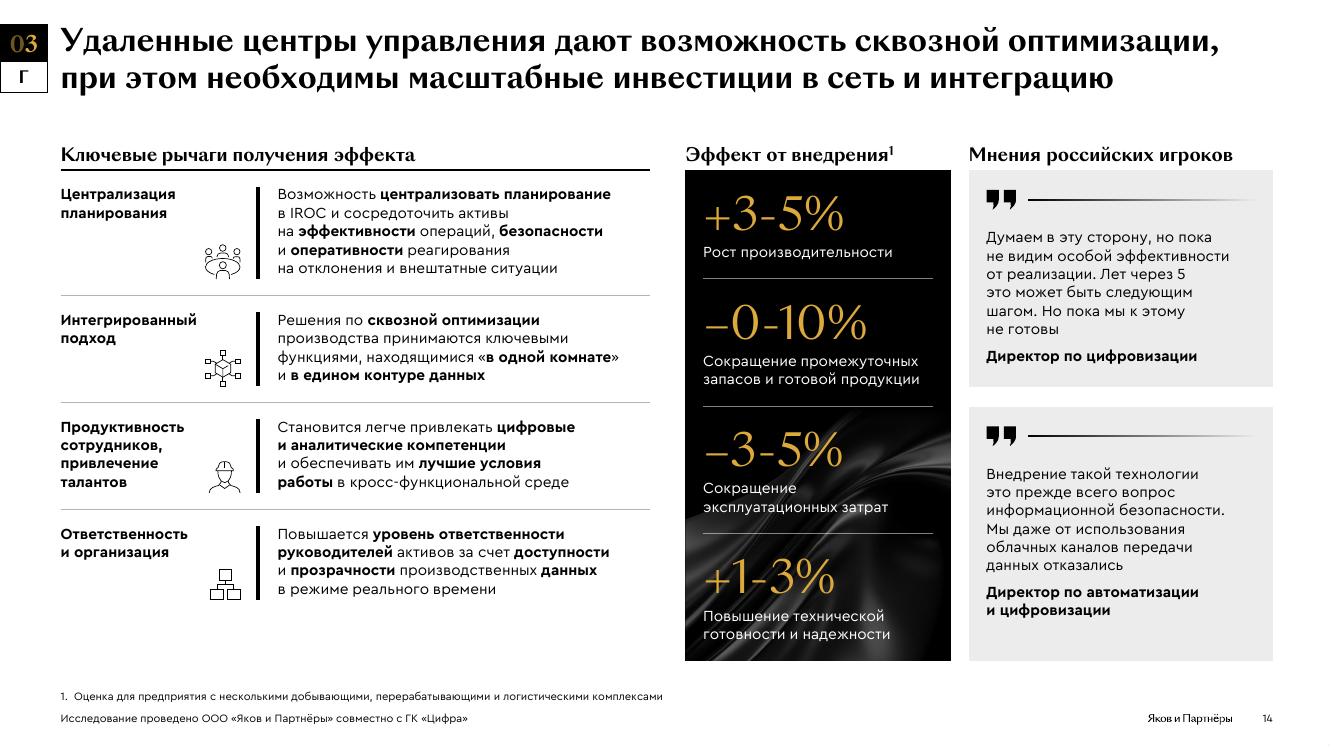 03
Г
Удаленные центры управления дают возможность сквозной оптимизации,
при этом необходимы масштабные инвестиции в сеть и интеграцию
Ключевые рычаги получения эффекта
Централизация
планирования
Возможность централизовать планирование
в IROC и сосредоточить активы
на эффективности операций, безопасности
и оперативности реагирования
на отклонения и внештатные ситуации
Интегрированный
подход
Решения по сквозной оптимизации
производства принимаются ключевыми
функциями, находящимися «в одной комнате»
и в едином контуре данных
Продуктивность
сотрудников,
привлечение
талантов
Становится легче привлекать цифровые
и аналитические компетенции
и обеспечивать им лучшие условия
работы в кросс-функциональной среде
Ответственность
и организация
Повышается уровень ответственности
руководителей активов за счет доступности
и прозрачности производственных данных
в режиме реального времени
Эффект от внедрения¹
+3-5%
Рост производительности
–0-10%
Сокращение промежуточных
запасов и готовой продукции
–3-5%
Сокращение
эксплуатационных затрат
+1-3%
Повышение технической
готовности и надежности
Мнения российских игроков
Думаем в эту сторону, но пока
не видим особой эффективности
от реализации. Лет через 5
это может быть следующим
шагом. Но пока мы к этому
не готовы
Директор по цифровизации
Внедрение такой технологии
это прежде всего вопрос
информационной безопасности.
Мы даже от использования
облачных каналов передачи
данных отказались
Директор по автоматизации
и цифровизации
1. Оценка для предприятия с несколькими добывающими, перерабатывающими и логистическими комплексами
Исследование проведено ООО «Яков и Партнёры» совместно с ГК «Цифра»
Яков и Партнёры
14